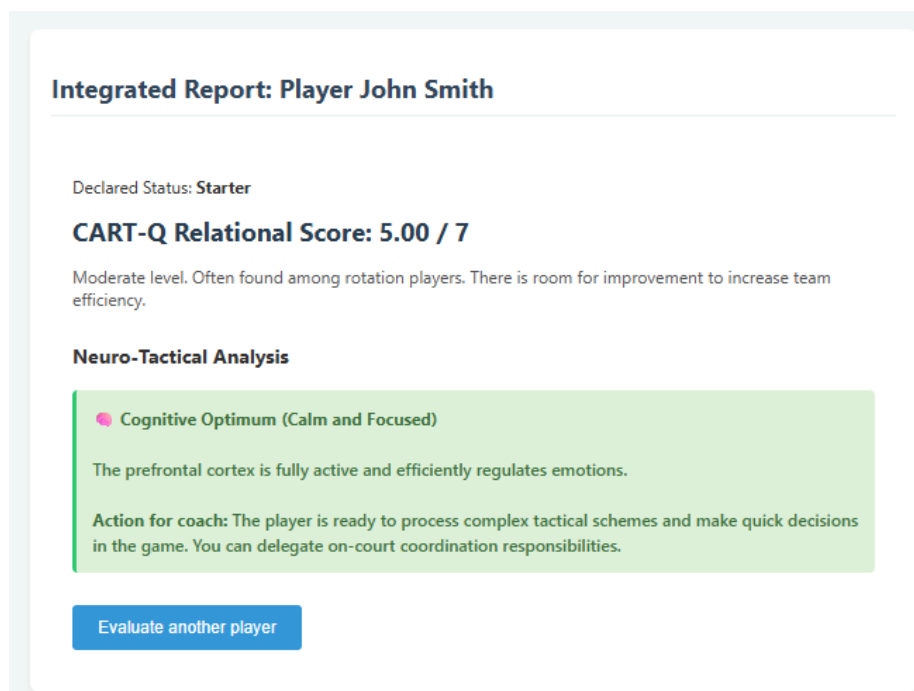 Integrated Report: Player John Smith
Declared Status: Starter
CART-Q Relational Score: 5.00 / 7
Moderate level. Often found among rotation players. There is room for improvement to increase team
efficiency.
Neuro-Tactical Analysis
🧠 Cognitive Optimum (Calm and Focused)
The prefrontal cortex is fully active and efficiently regulates emotions.
Action for coach: The player is ready to process complex tactical schemes and make quick decisions
in the game. You can delegate on-court coordination responsibilities.
Evaluate another player